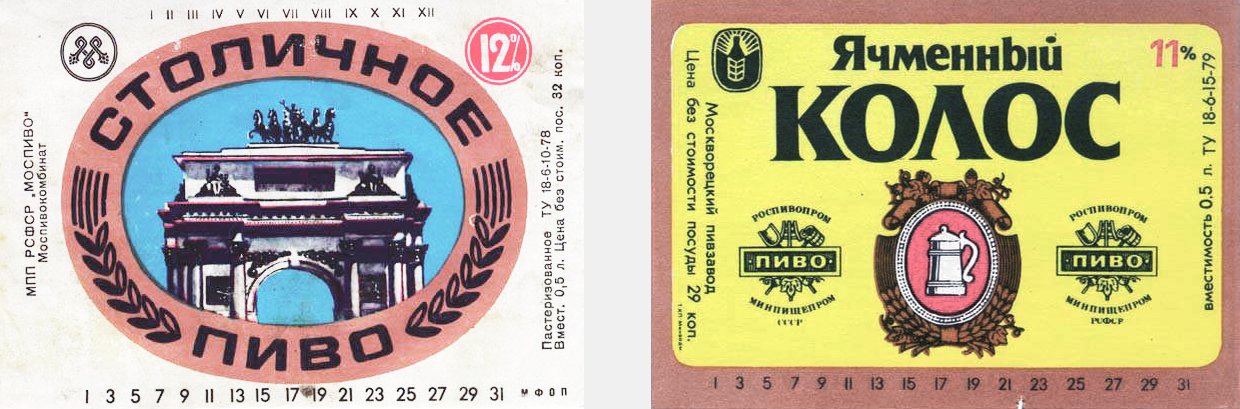 I II III IV V VI VII VIII IX X XI XII
12%
СТОЛИЧНОЕ
ПИВО
МПП РСФСР „МОСПИВО"
Моспивокомбинат
Пастеризованное ТУ 18-6-10-78
Вмест. 0,5 л. Цена без стоим. пос. 32 коп.
1 3 5 7 9 11 13 15 17 19 21 23 25 27 29 31 МФОП
Ячменный
КОЛОС
11%
Москворецкий пивзавод
Цена без стоимости посуды 29 коп.
РОСПИВОПРОМ
ПИВО
МИНПИЩЕПРОМ
СССР
РОСПИВОПРОМ
ПИВО
МИНПИЩЕПРОМ
РСФСР
вместимость 0.5 л. ТУ 18-6-15-79
1 3 5 7 9 11 13 15 17 19 21 23 25 27 29 31